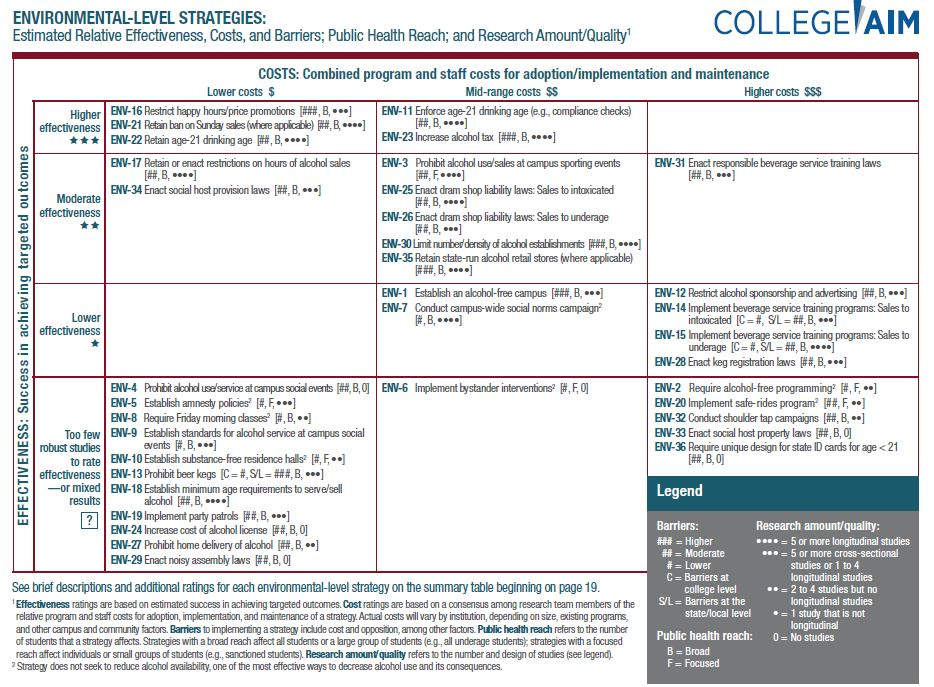 ENVIRONMENTAL-LEVEL STRATEGIES:
Estimated Relative Effectiveness, Costs, and Barriers; Public Health Reach; and Research Amount/Quality¹
COLLEGE AIM
COSTS: Combined program and staff costs for adoption/implementation and maintenance
Lower costs $
Mid-range costs $$
Higher costs $$$
EFFECTIVENESS: Success in achieving targeted outcomes
Higher
effectiveness
★★★
ENV-16 Restrict happy hours/price promotions [###, B, •••]
ENV-21 Retain ban on Sunday sales (where applicable) [##, B, ••••]
ENV-22 Retain age-21 drinking age [##, B, ••••]
ENV-11 Enforce age-21 drinking age (e.g., compliance checks)
[##, B, ••••]
ENV-23 Increase alcohol tax [###, B, ••••]
Moderate
effectiveness
★★
ENV-17 Retain or enact restrictions on hours of alcohol sales
[##, B, ••••]
ENV-34 Enact social host provision laws [##, B, •••]
ENV-3 Prohibit alcohol use/sales at campus sporting events
[##, F, ••••]
ENV-25 Enact dram shop liability laws: Sales to intoxicated
[##, B, ••••]
ENV-26 Enact dram shop liability laws: Sales to underage
[##, B, •••]
ENV-30 Limit number/density of alcohol establishments [###, B, ••••]
ENV-35 Retain state-run alcohol retail stores (where applicable)
[###, B, ••••]
ENV-31 Enact responsible beverage service training laws
[##, B, •••]
Lower
effectiveness
★
ENV-1 Establish an alcohol-free campus [###, B, •••]
ENV-7 Conduct campus-wide social norms campaign²
[#, B, ••••]
ENV-12 Restrict alcohol sponsorship and advertising [##, B, •••]
ENV-14 Implement beverage service training programs: Sales to
intoxicated [C = #, S/L = ##, B, •••]
ENV-15 Implement beverage service training programs: Sales to
underage [C = #, S/L = ##, B, ••••]
ENV-28 Enact keg registration laws [##, B, •••]
Too few
robust studies
to rate
effectiveness
—or mixed
results
?
ENV-4 Prohibit alcohol use/service at campus social events [##, B, 0]
ENV-5 Establish amnesty policies² [#, F, •••]
ENV-8 Require Friday morning classes² [#, B, ••]
ENV-9 Establish standards for alcohol service at campus social
events [#, B, •••]
ENV-10 Establish substance-free residence halls² [#, F, ••]
ENV-13 Prohibit beer kegs [C = #, S/L = ###, B, •••]
ENV-18 Establish minimum age requirements to serve/sell
alcohol [##, B, ••••]
ENV-19 Implement party patrols [##, B, •••]
ENV-24 Increase cost of alcohol license [##, B, 0]
ENV-27 Prohibit home delivery of alcohol [##, B, ••]
ENV-29 Enact noisy assembly laws [##, B, 0]
ENV-6 Implement bystander interventions² [#, F, 0]
ENV-2 Require alcohol-free programming² [#, F, ••]
ENV-20 Implement safe-rides program² [##, F, ••]
ENV-32 Conduct shoulder tap campaigns [##, B, ••]
ENV-33 Enact social host property laws [##, B, 0]
ENV-36 Require unique design for state ID cards for age < 21
[##, B, 0]
Legend
Barriers:
### = Higher
## = Moderate
# = Lower
C = Barriers at
college level
S/L = Barriers at the
state/local level
Public health reach:
B = Broad
F = Focused
Research amount/quality:
•••• = 5 or more longitudinal studies
••• = 5 or more cross-sectional
studies or 1 to 4
longitudinal studies
•• = 2 to 4 studies but no
longitudinal studies
• = 1 study that is not
longitudinal
0 = No studies
See brief descriptions and additional ratings for each environmental-level strategy on the summary table beginning on page 19.
¹ Effectiveness ratings are based on estimated success in achieving targeted outcomes. Cost ratings are based on a consensus among research team members of the
relative program and staff costs for adoption, implementation, and maintenance of a strategy. Actual costs will vary by institution, depending on size, existing programs,
and other campus and community factors. Barriers to implementing a strategy include cost and opposition, among other factors. Public health reach refers to the number
of students that a strategy affects. Strategies with a broad reach affect all students or a large group of students (e.g., all underage students); strategies with a focused
reach affect individuals or small groups of students (e.g., sanctioned students). Research amount/quality refers to the number and design of studies (see legend).
² Strategy does not seek to reduce alcohol availability, one of the most effective ways to decrease alcohol use and its consequences.